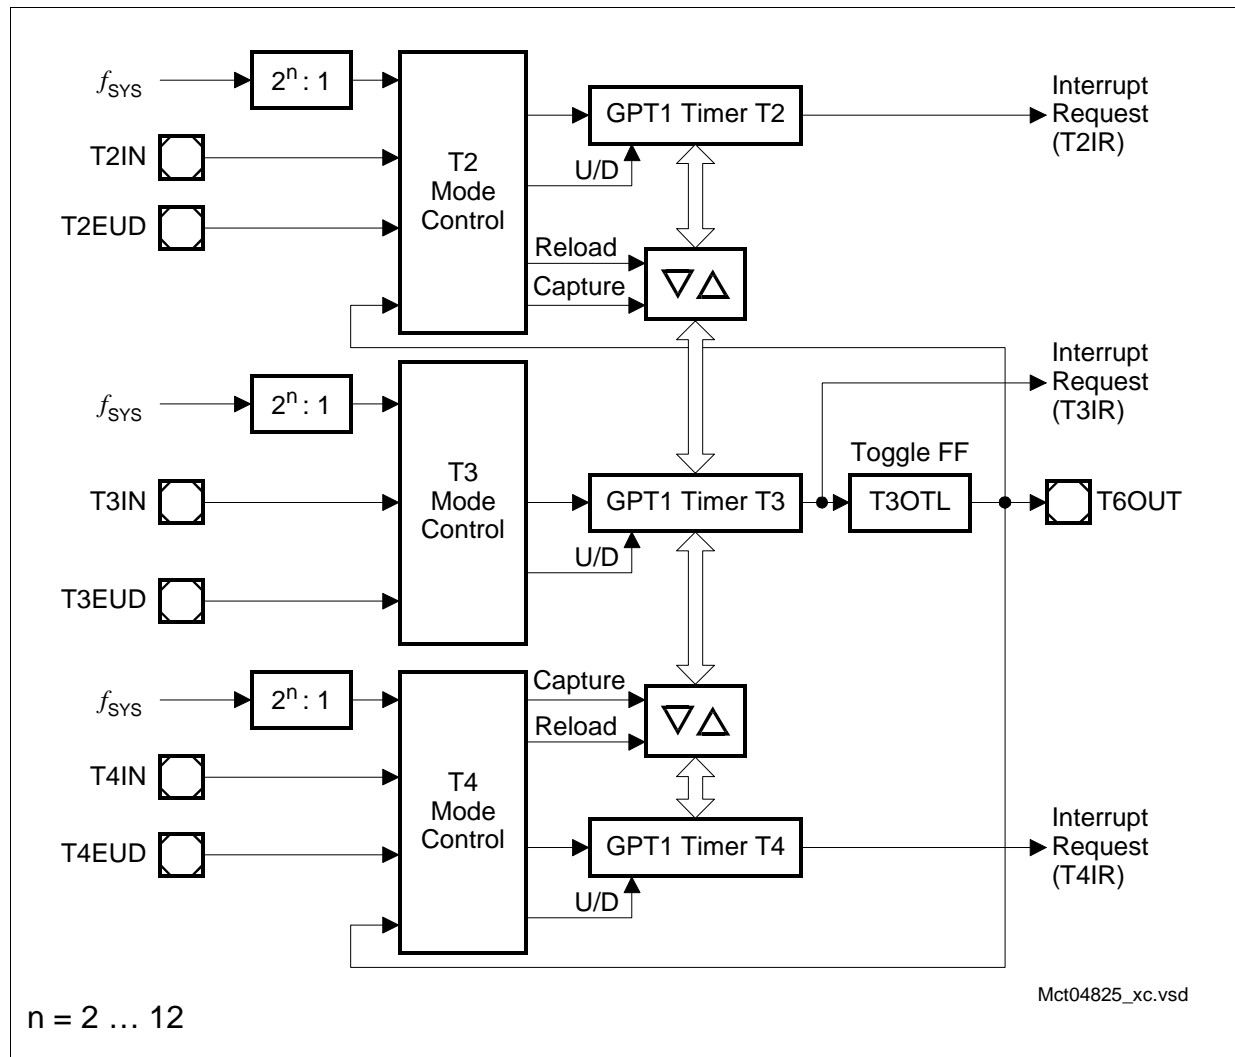 fSYS
2ⁿ : 1
T2IN
T2EUD
T2
Mode
Control
GPT1 Timer T2
U/D
Reload
Capture
Interrupt
Request
(T2IR)
fSYS
2ⁿ : 1
T3IN
T3EUD
T3
Mode
Control
GPT1 Timer T3
U/D
Toggle FF
T3OTL
Interrupt
Request
(T3IR)
T6OUT
fSYS
2ⁿ : 1
T4IN
T4EUD
T4
Mode
Control
Capture
Reload
GPT1 Timer T4
U/D
Interrupt
Request
(T4IR)
Mct04825_xc.vsd
n = 2 … 12